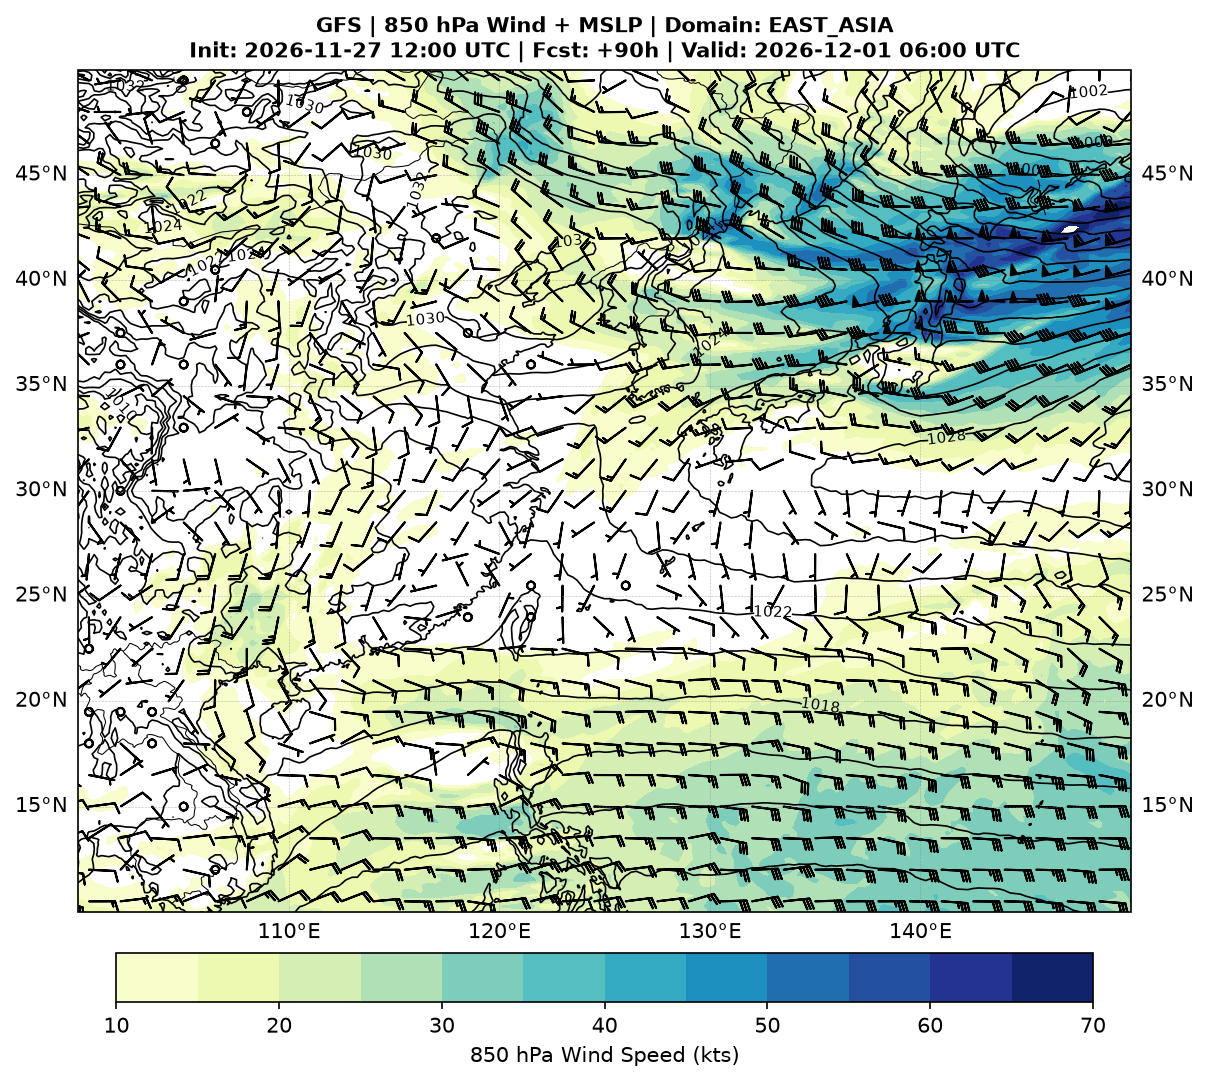 GFS | 850 hPa Wind + MSLP | Domain: EAST_ASIA
Init: 2026-11-27 12:00 UTC | Fcst: +90h | Valid: 2026-12-01 06:00 UTC
1030
1002
1030
45°N
45°N
1022
1024
40°N
40°N
1030
1024
35°N
35°N
1028
30°N
30°N
25°N
25°N
1022
20°N
20°N
1018
15°N
15°N
110°E
120°E
130°E
140°E
10
20
30
40
50
60
70
850 hPa Wind Speed (kts)